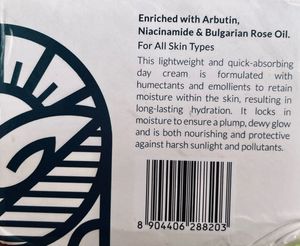 Enriched with Arbutin,
Niacinamide & Bulgarian Rose Oil.
For All Skin Types
This lightweight and quick-absorbing
day cream is formulated with
humectants and emollients to retain
moisture within the skin, resulting in
long-lasting hydration. It locks in
moisture to ensure a plump, dewy glow
and is both nourishing and protective
against harsh sunlight and pollutants.
8 904406 288203